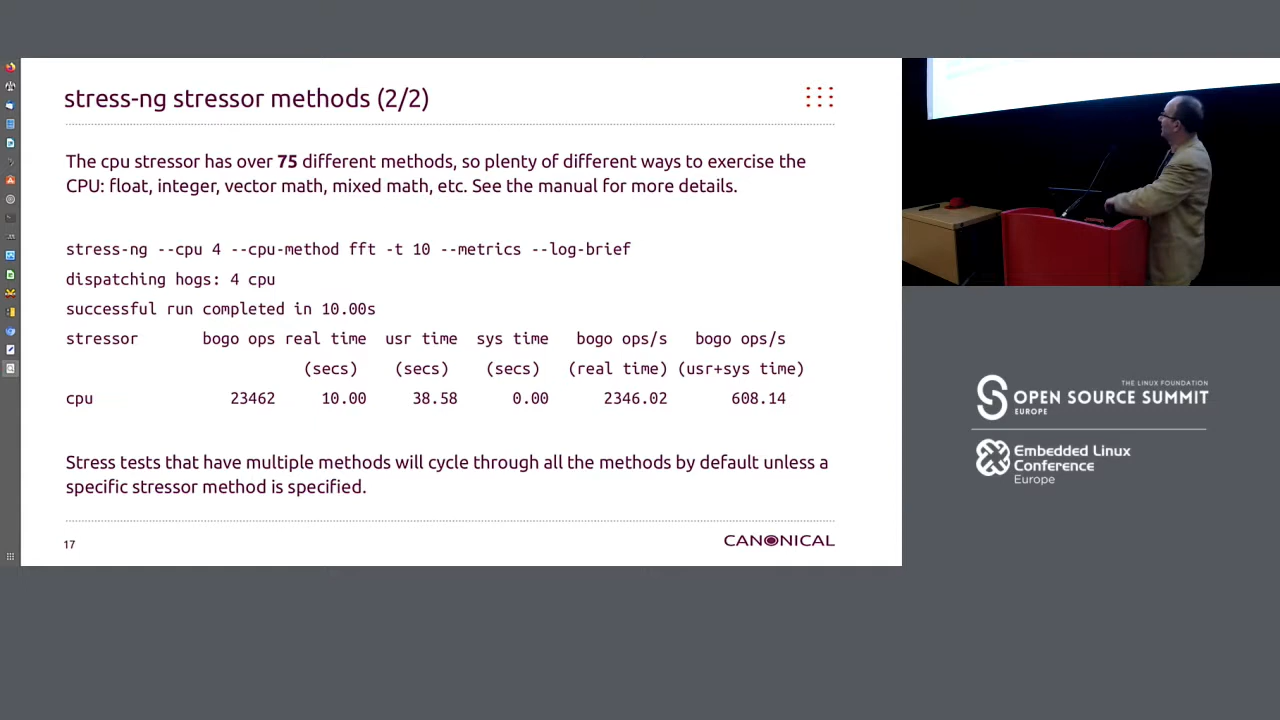 stress-ng stressor methods (2/2)
The cpu stressor has over 75 different methods, so plenty of different ways to exercise the
CPU: float, integer, vector math, mixed math, etc. See the manual for more details.
stress-ng --cpu 4 --cpu-method fft -t 10 --metrics --log-brief
dispatching hogs: 4 cpu
successful run completed in 10.00s
stressor bogo ops real time usr time sys time bogo ops/s bogo ops/s
(secs) (secs) (secs) (real time) (usr+sys time)
cpu 23462 10.00 38.58 0.00 2346.02 608.14
Stress tests that have multiple methods will cycle through all the methods by default unless a
specific stressor method is specified.
17
CANONICAL
THE LINUX FOUNDATION
OPEN SOURCE SUMMIT
EUROPE
Embedded Linux
Conference
Europe